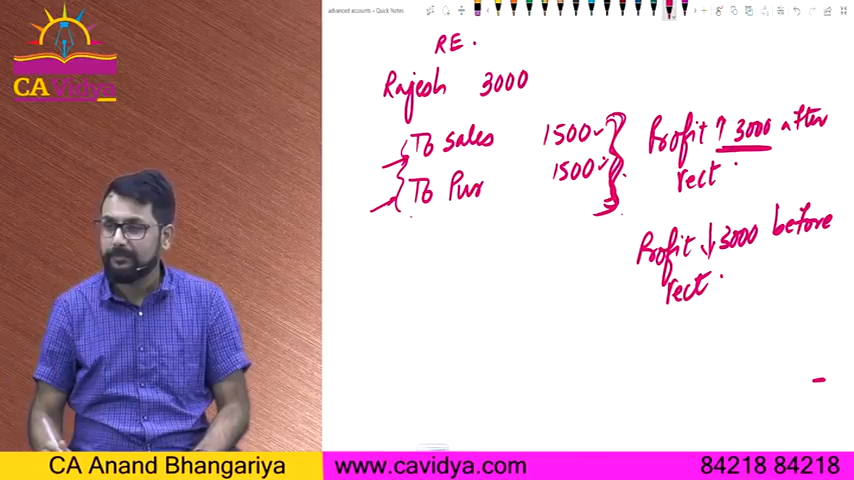 advanced accounts – Quick Notes
RE.
Rajesh 3000
To Sales 1500
To Pur 1500
Profit ↑ 3000 after
rect.
Profit ↓ 3000 before
rect.
CA Vidya
CA Anand Bhangariya
www.cavidya.com
84218 84218